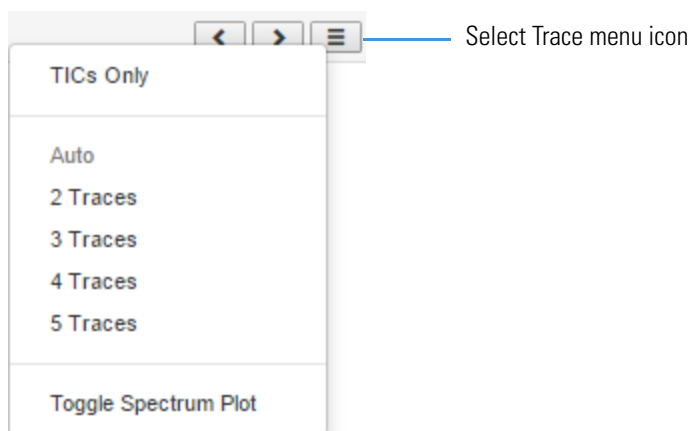 Select Trace menu icon
TICs Only
Auto
2 Traces
3 Traces
4 Traces
5 Traces
Toggle Spectrum Plot